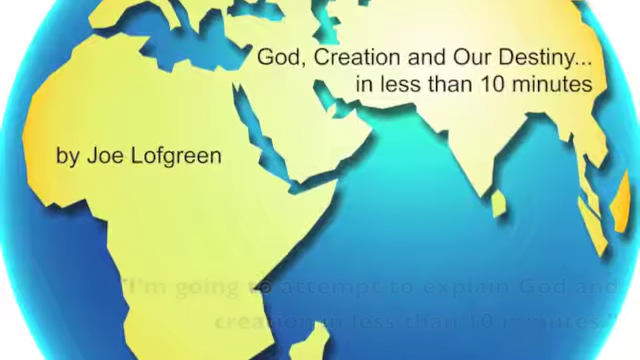 God, Creation and Our Destiny...
in less than 10 minutes
by Joe Lofgreen
"I'm going to attempt to explain God and
creation in less than 10 minutes."